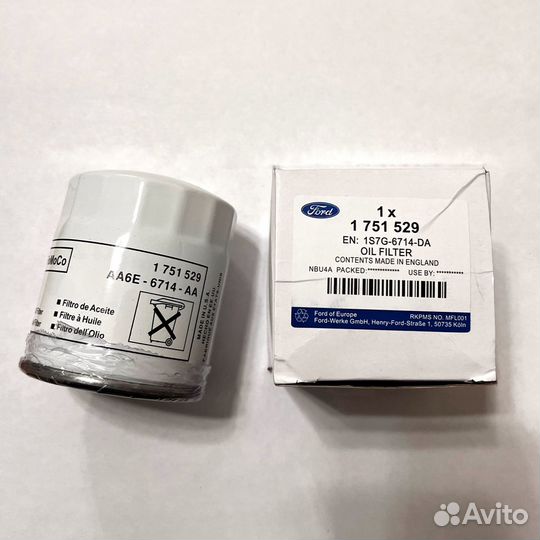 MoCo
1 751 529
AA6E - 6714 - AA
Filtro de Aceite
Filtre à Huile
Filtro dell'Olio
MADE IN U.S.A.
Ford
1 x
1 751 529
EN: 1S7G-6714-DA
OIL FILTER
CONTENTS MADE IN ENGLAND
NBU4A PACKED:************* USE BY:***********
Ford of Europe RKPMS NO. MFL001
Ford-Werke GmbH, Henry-Ford-Straße 1, 50735 Köln
Avito